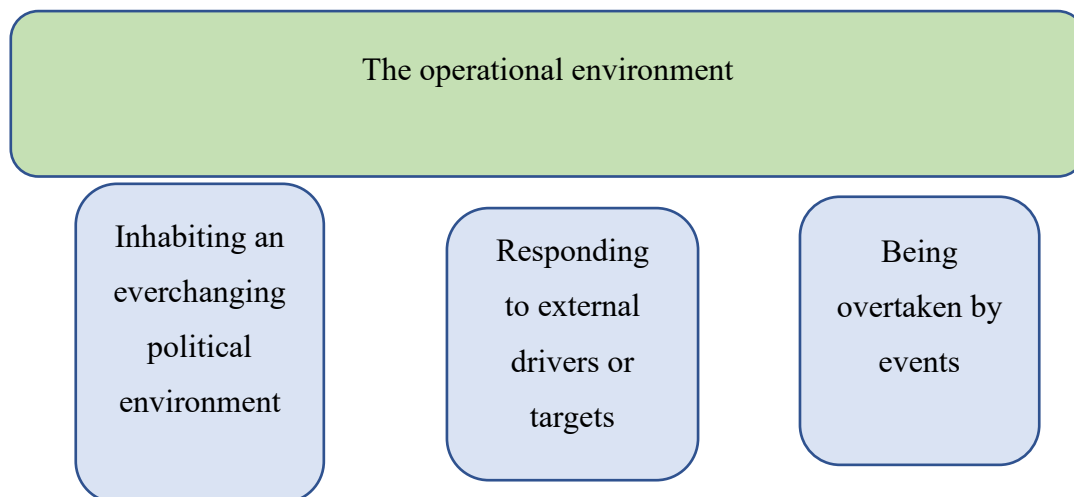 The operational environment
Inhabiting an
everchanging
political
environment
Responding
to external
drivers or
targets
Being
overtaken by
events